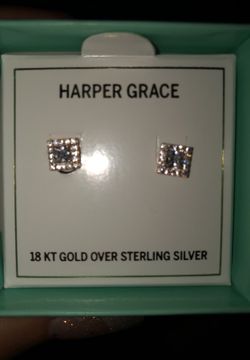 HARPER GRACE
18 KT GOLD OVER STERLING SILVER